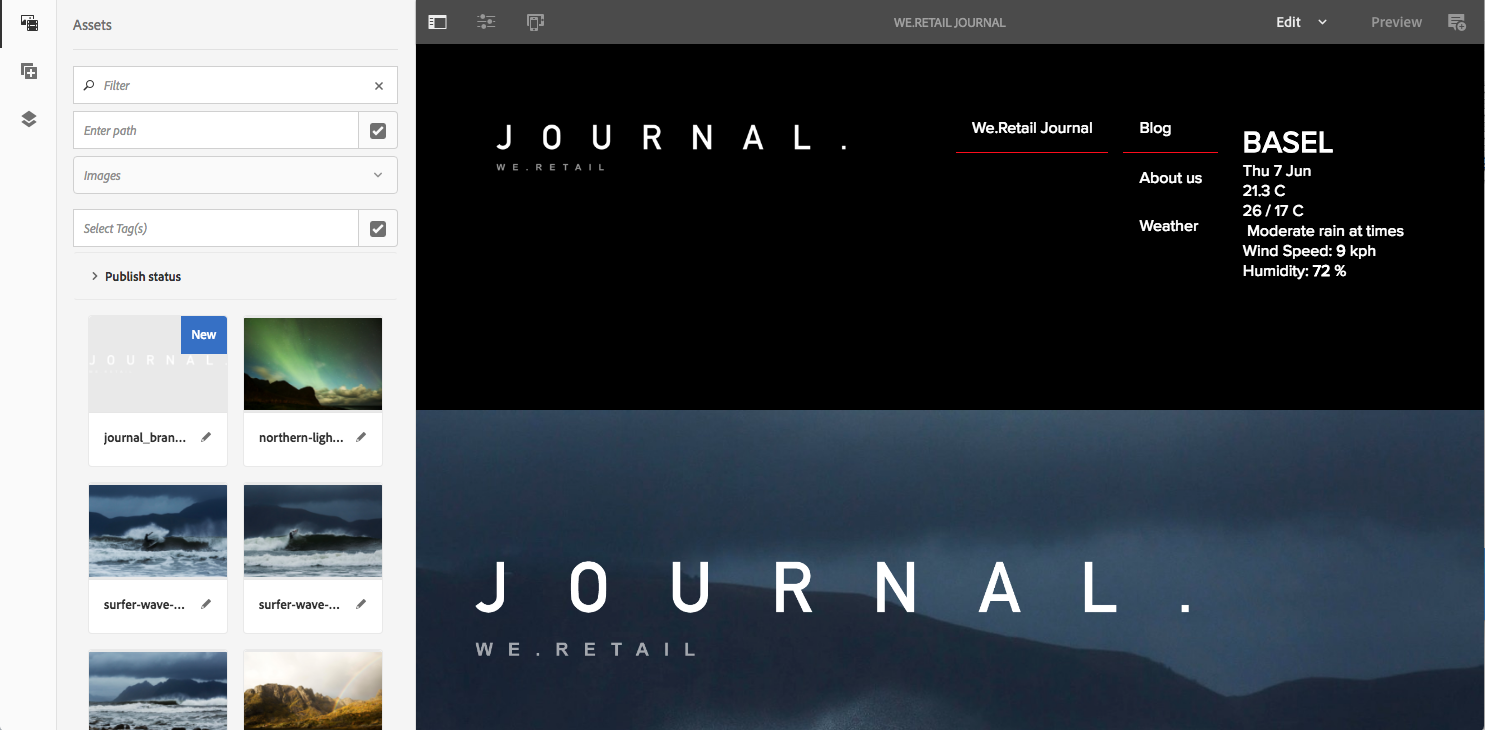 Assets
Filter
Enter path
Images
Select Tag(s)
Publish status
New
JOURNAL.
journal_bran...
northern-ligh...
surfer-wave-...
surfer-wave-...
WE.RETAIL JOURNAL
Edit
Preview
JOURNAL.
WE.RETAIL
We.Retail Journal
Blog
About us
Weather
BASEL
Thu 7 Jun
21.3 C
26 / 17 C
Moderate rain at times
Wind Speed: 9 kph
Humidity: 72 %
JOURNAL.
WE.RETAIL